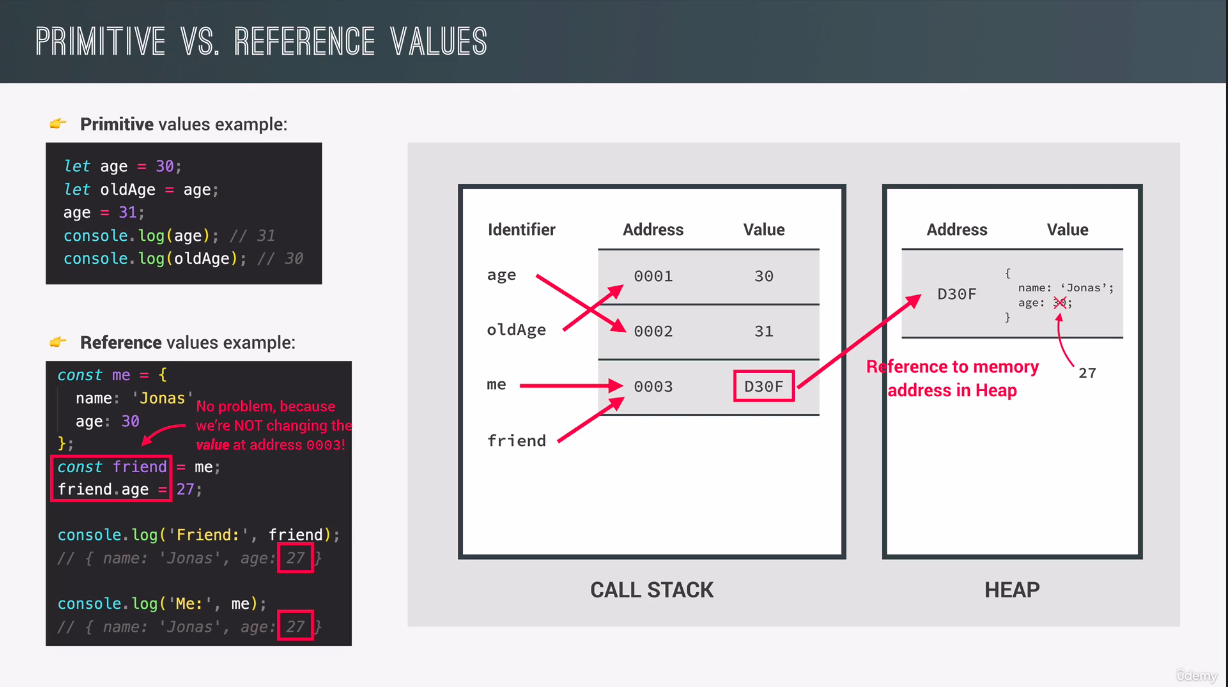 PRIMITIVE VS. REFERENCE VALUES
👉 Primitive values example:
let age = 30;
let oldAge = age;
age = 31;
console.log(age); // 31
console.log(oldAge); // 30
👉 Reference values example:
const me = {
name: 'Jonas',
age: 30
};
const friend = me;
friend.age = 27;
console.log('Friend:', friend);
// { name: 'Jonas', age: 27 }
console.log('Me:', me);
// { name: 'Jonas', age: 27 }
No problem, because
we're NOT changing the
value at address 0003!
Identifier Address Value
age 0001 30
oldAge 0002 31
me 0003 D30F
friend
CALL STACK
Address Value
D30F
{
name: ‘Jonas’;
age: 30;
}
27
Reference to memory
address in Heap
HEAP
ûdemy